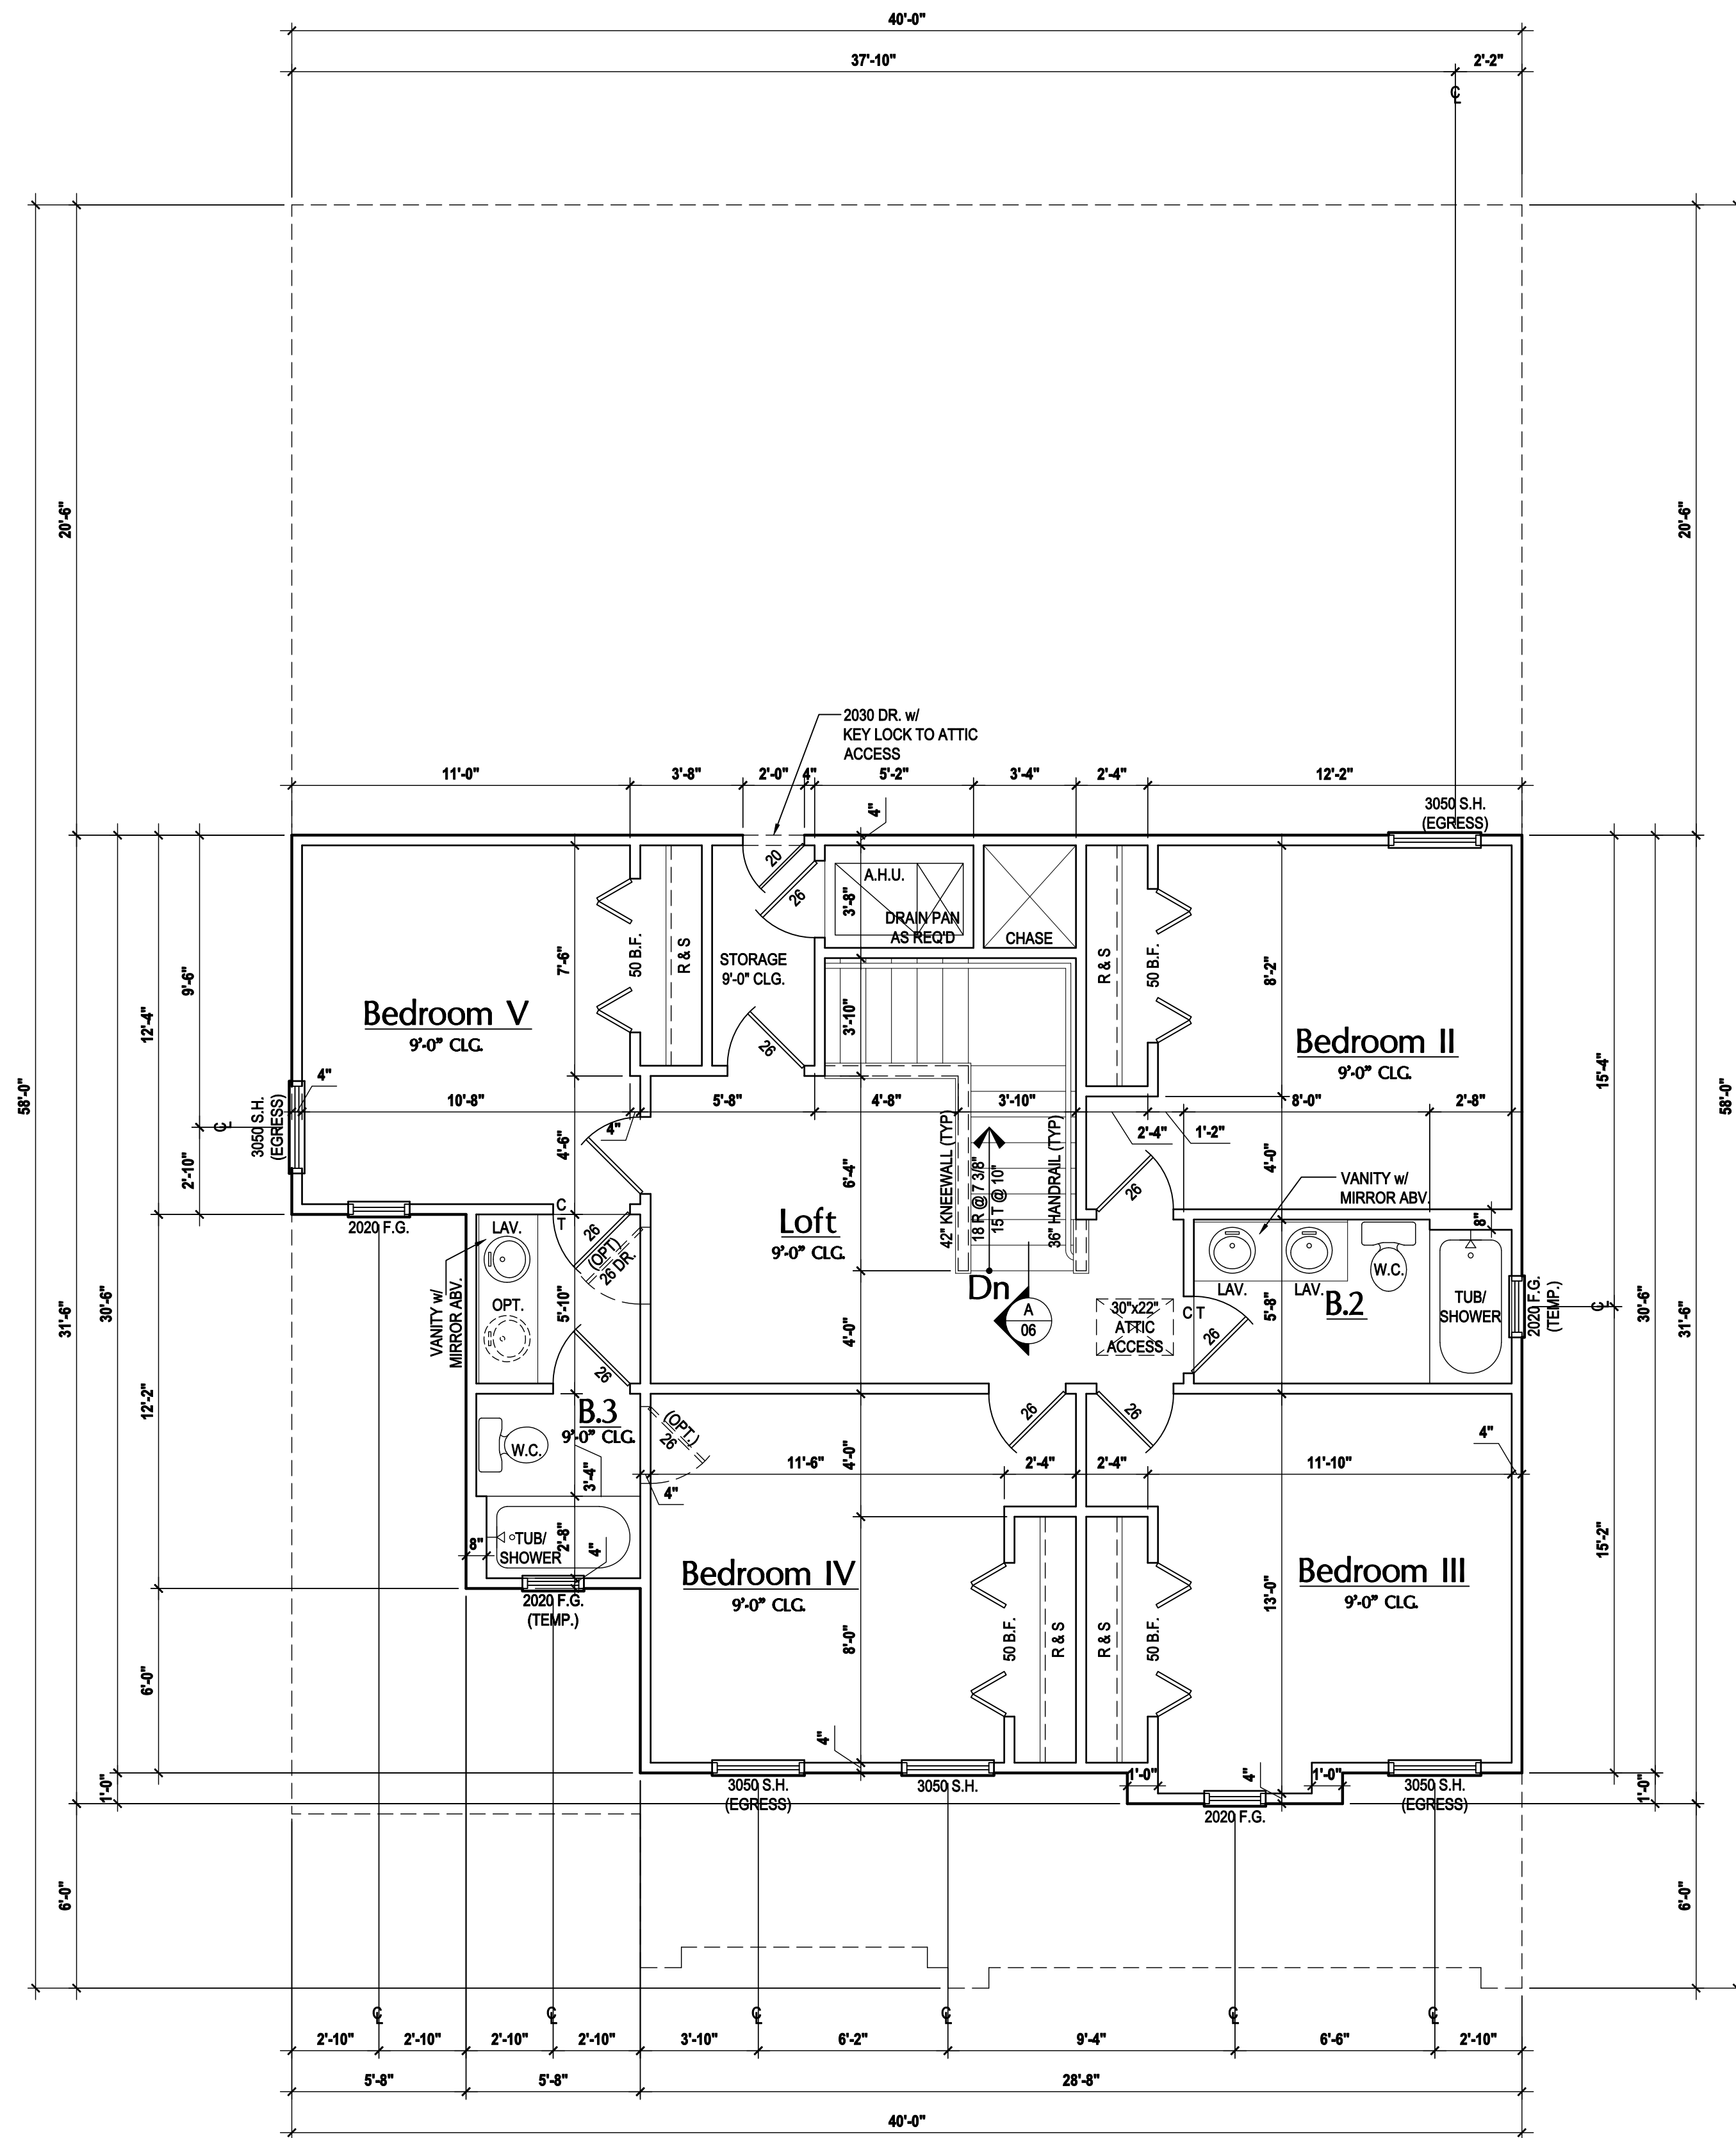 40'-0"
37'-10"
2'-2"
CL
20'-6"
20'-6"
2030 DR. w/
KEY LOCK TO ATTIC
ACCESS
11'-0"
3'-8"
2'-0"
4"
5'-2"
3'-4"
2'-4"
12'-2"
4"
3050 S.H.
(EGRESS)
20
26
A.H.U.
3'-8"
DRAIN PAN
AS REQ'D
CHASE
STORAGE
9'-0" CLG.
7'-6"
50 B.F.
R & S
R & S
50 B.F.
8'-2"
9'-6"
12'-4"
Bedroom V
9'-0" CLG.
3'-10"
26
Bedroom II
9'-0" CLG.
15'-4"
58'-0"
58'-0"
4"
10'-8"
4"
5'-8"
4'-8"
3'-10"
2'-4"
1'-2"
8'-0"
2'-8"
3050 S.H.
(EGRESS)
CL
2'-10"
4'-6"
6'-4"
42" KNEEWALL (TYP)
18 R @ 7 3/8"
15 T @ 10"
36" HANDRAIL (TYP)
26
4'-0"
VANITY w/
MIRROR ABV.
8"
2020 F.G.
C
T
LAV.
26
(OPT)
26 DR.
Loft
9'-0" CLG.
Dn
A
06
30"x22"
ATTIC
ACCESS
C T
26
LAV.
LAV.
W.C.
B.2
5'-8"
TUB/
SHOWER
2020 F.G.
(TEMP.)
CL
VANITY w/
MIRROR ABV.
OPT.
5'-10"
4'-0"
26
31'-6"
30'-6"
30'-6"
31'-6"
12'-2"
B.3
9'-0" CLG.
W.C.
(OPT.)
26
3'-4"
4"
26
26
11'-6"
4'-0"
2'-4"
2'-4"
11'-10"
4"
15'-2"
8"
TUB/
SHOWER
2'-8"
4"
2020 F.G.
(TEMP.)
Bedroom IV
9'-0" CLG.
8'-0"
50 B.F.
R & S
R & S
50 B.F.
13'-0"
Bedroom III
9'-0" CLG.
6'-0"
4"
3050 S.H.
(EGRESS)
3050 S.H.
1'-0"
4"
1'-0"
2020 F.G.
3050 S.H.
(EGRESS)
1'-0"
1'-0"
6'-0"
6'-0"
CL
CL
CL
CL
CL
CL
2'-10"
2'-10"
2'-10"
2'-10"
3'-10"
6'-2"
9'-4"
6'-6"
2'-10"
5'-8"
5'-8"
28'-8"
40'-0"